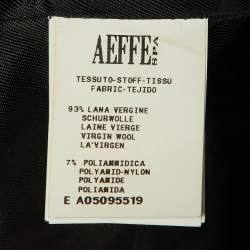 AEFFE SPA
TESSUTO-STOFF-TISSU
FABRIC-TEJIDO
93% LANA VERGINE
SCHURWOLLE
LAINE VIERGE
VIRGIN WOOL
LA'VIRGEN
7% POLIAMMIDICA
POLYAMID-NYLON
POLYAMIDE
POLIAMIDA
E A05095519